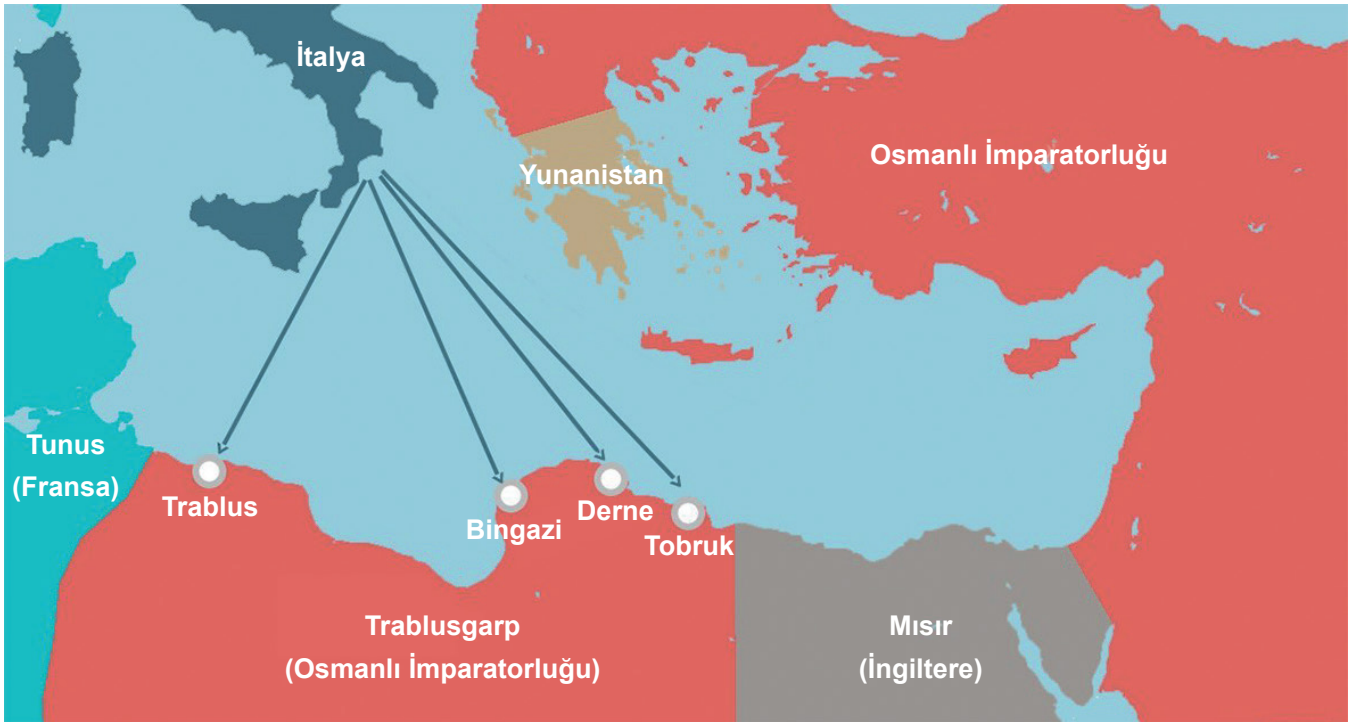 İtalya
Osmanlı İmparatorluğu
Yunanistan
Tunus
(Fransa)
Trablus
Bingazi
Derne
Tobruk
Trablusgarp
(Osmanlı İmparatorluğu)
Mısır
(İngiltere)